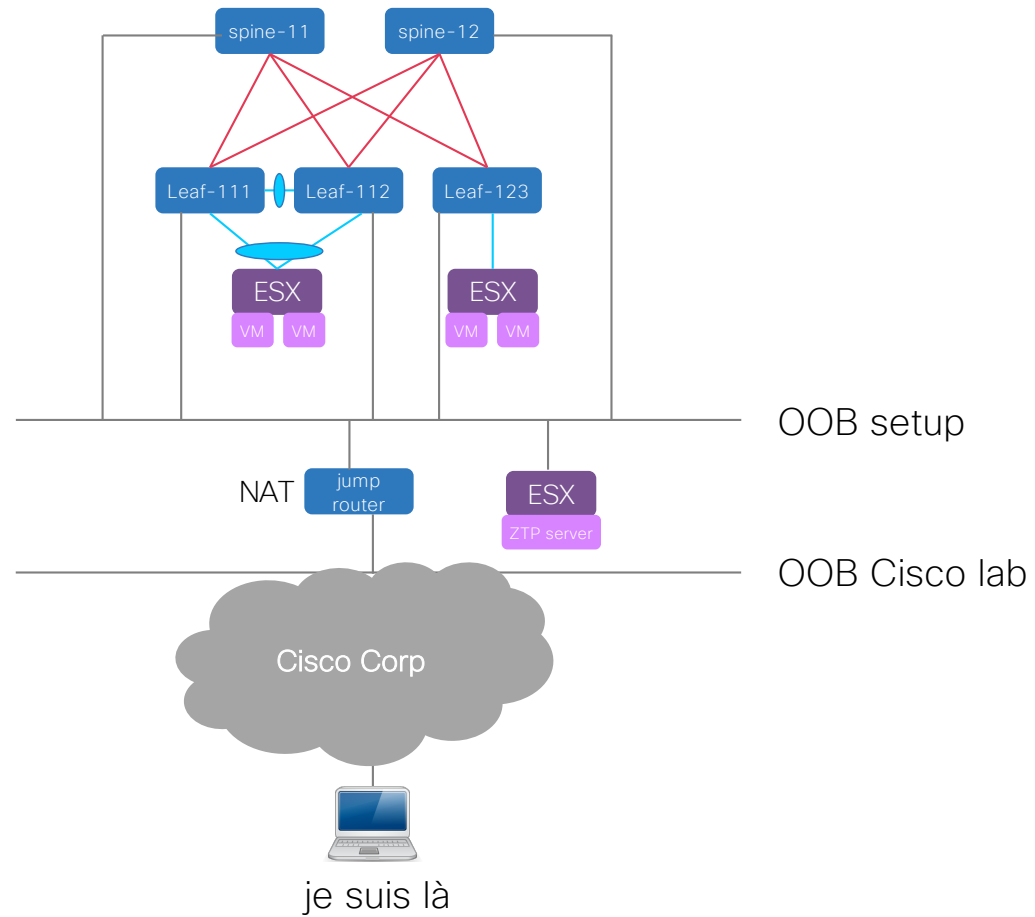 spine-11
spine-12
Leaf-111
Leaf-112
Leaf-123
ESX
VM
VM
ESX
VM
VM
OOB setup
NAT
jump
router
ESX
ZTP server
OOB Cisco lab
Cisco Corp
je suis là